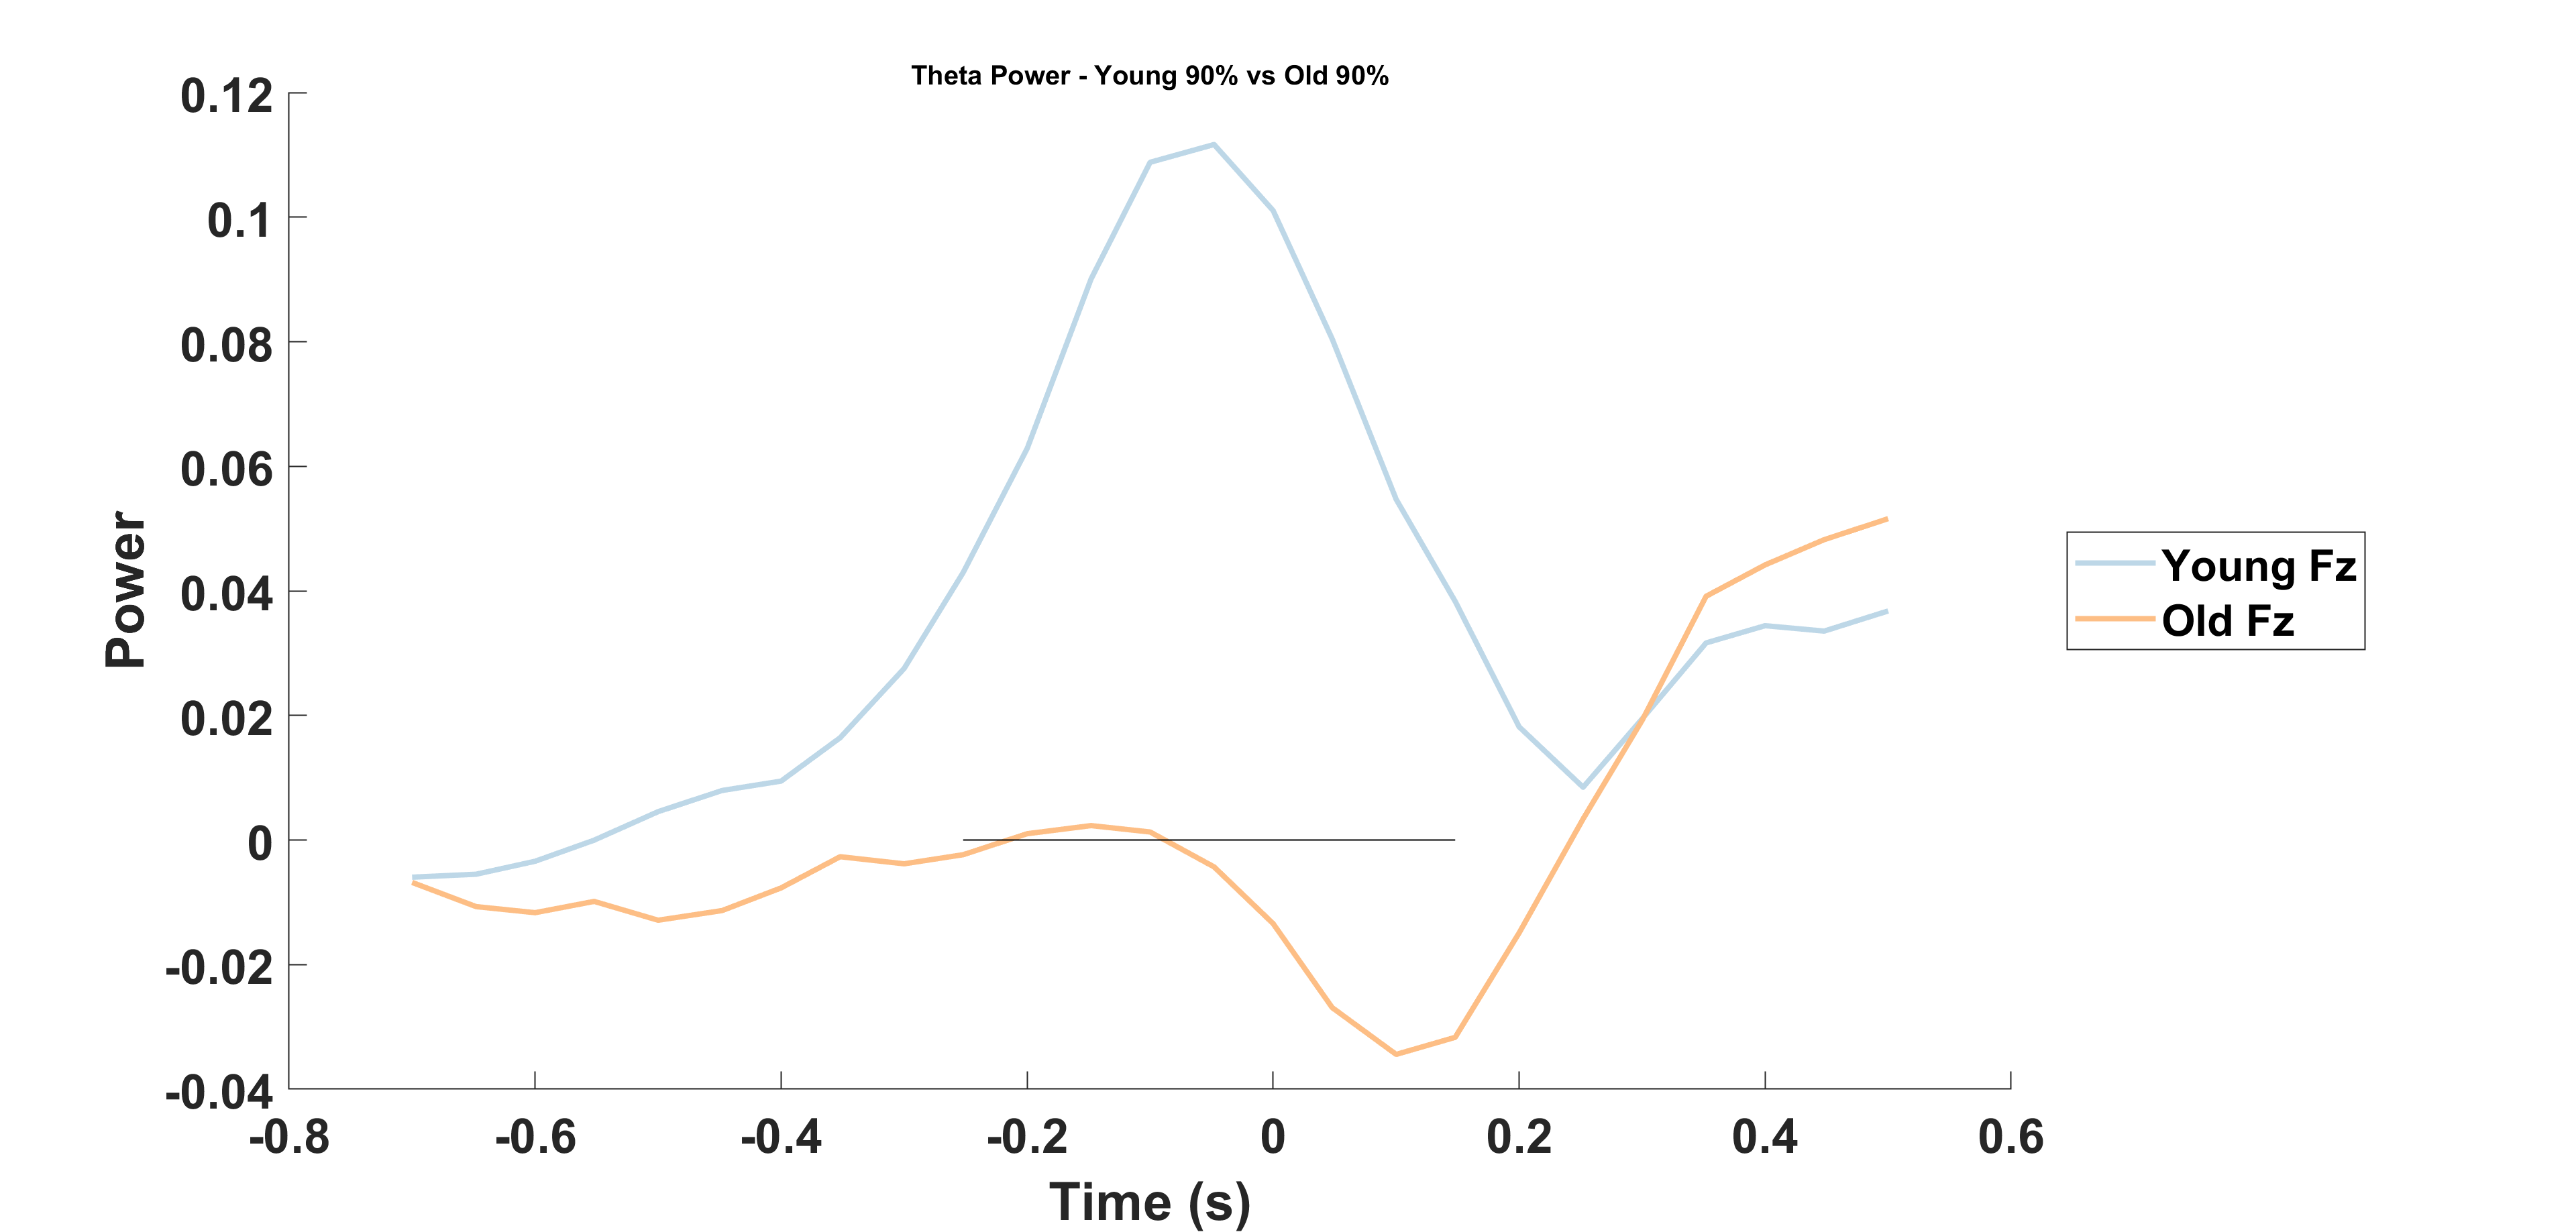 Theta Power - Young 90% vs Old 90%
0.12
0.1
0.08
0.06
0.04
0.02
0
-0.02
-0.04
Power
-0.8 -0.6 -0.4 -0.2 0 0.2 0.4 0.6
Time (s)
Young Fz
Old Fz